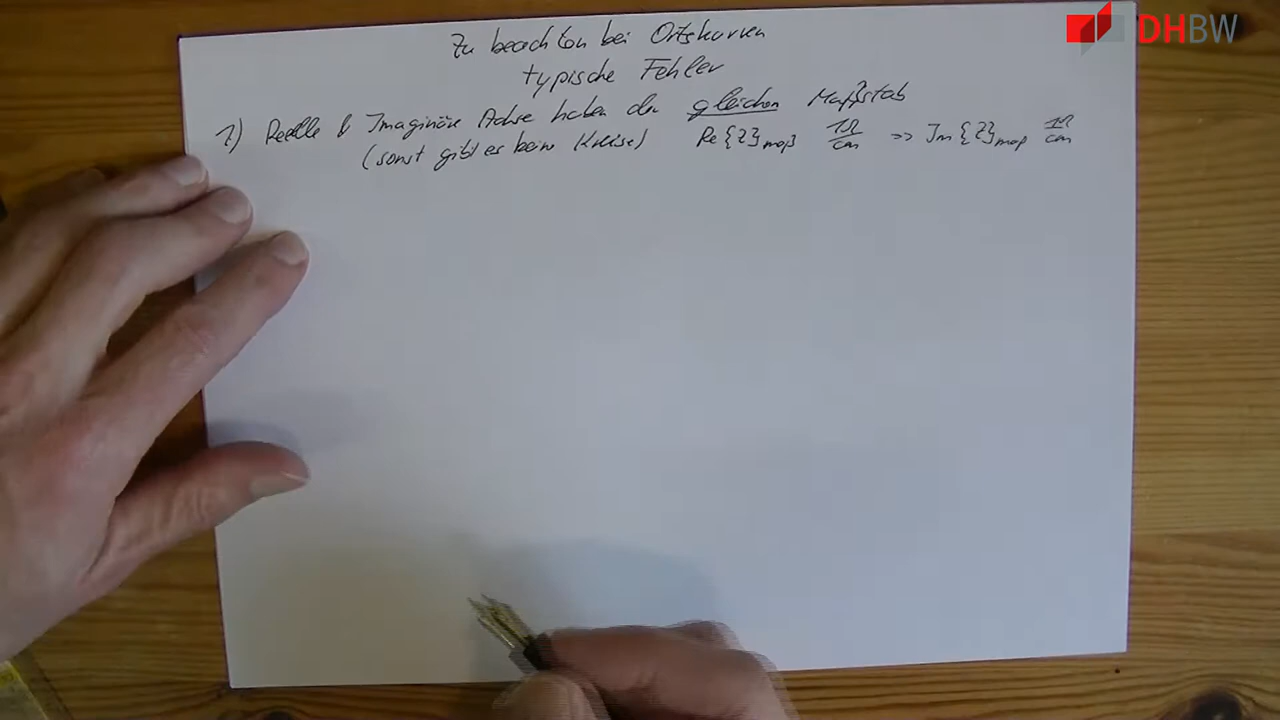 DHBW
Zu beachten bei Ortskurven
typische Fehler
1) Reelle & Imaginäre Achse haben den gleichen Maßstab
(sonst gibt es keine Kreise) Re{Z}maß 1Ω/cm => Im{Z}maß 1Ω/cm